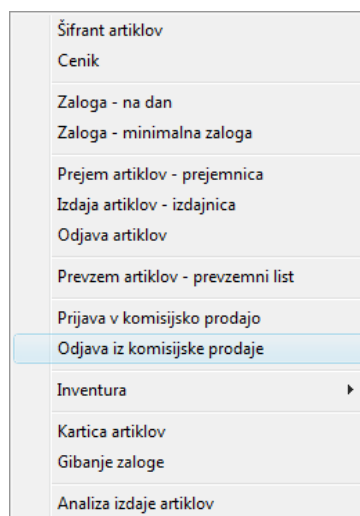 Šifrant artiklov
Cenik
Zaloga - na dan
Zaloga - minimalna zaloga
Prejem artiklov - prejemnica
Izdaja artiklov - izdajnica
Odjava artiklov
Prevzem artiklov - prevzemni list
Prijava v komisijsko prodajo
Odjava iz komisijske prodaje
Inventura
Kartica artiklov
Gibanje zaloge
Analiza izdaje artiklov